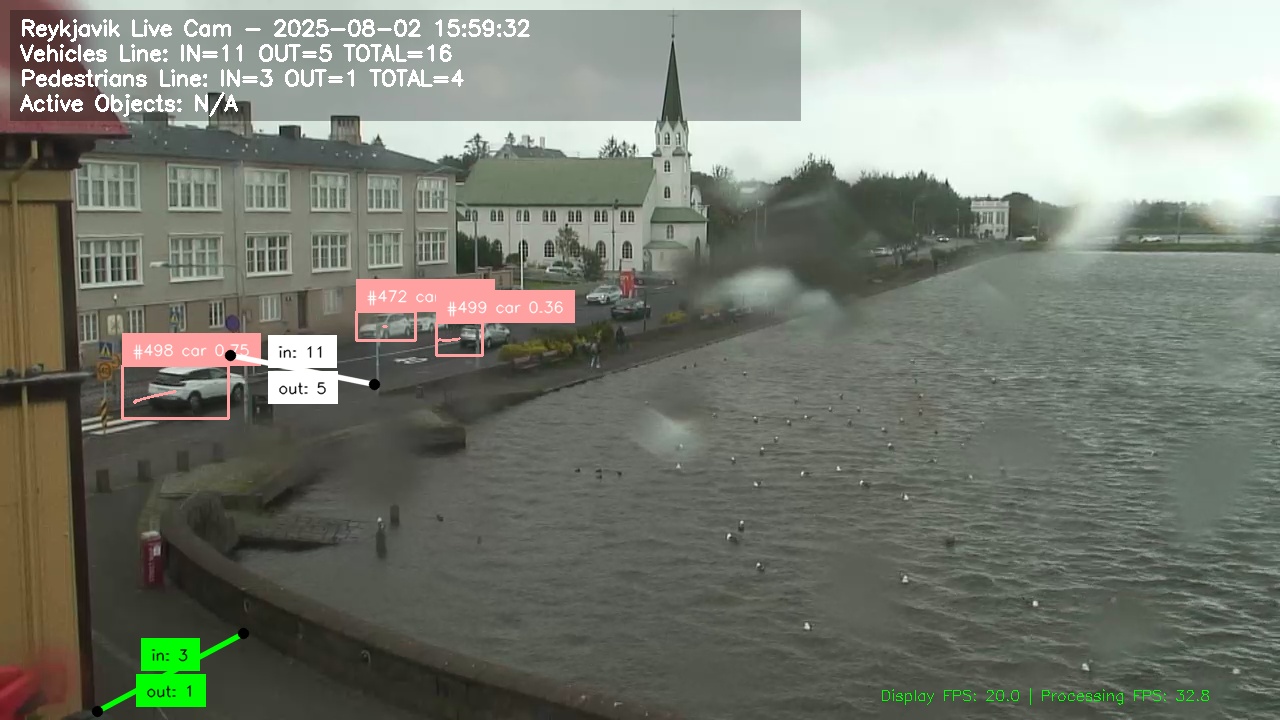 Reykjavik Live Cam - 2025-08-02 15:59:32
Vehicles Line: IN=11 OUT=5 TOTAL=16
Pedestrians Line: IN=3 OUT=1 TOTAL=4
Active Objects: N/A
#472 car
#499 car 0.36
#498 car 0.75
in: 11
out: 5
in: 3
out: 1
Display FPS: 20.0 | Processing FPS: 32.8